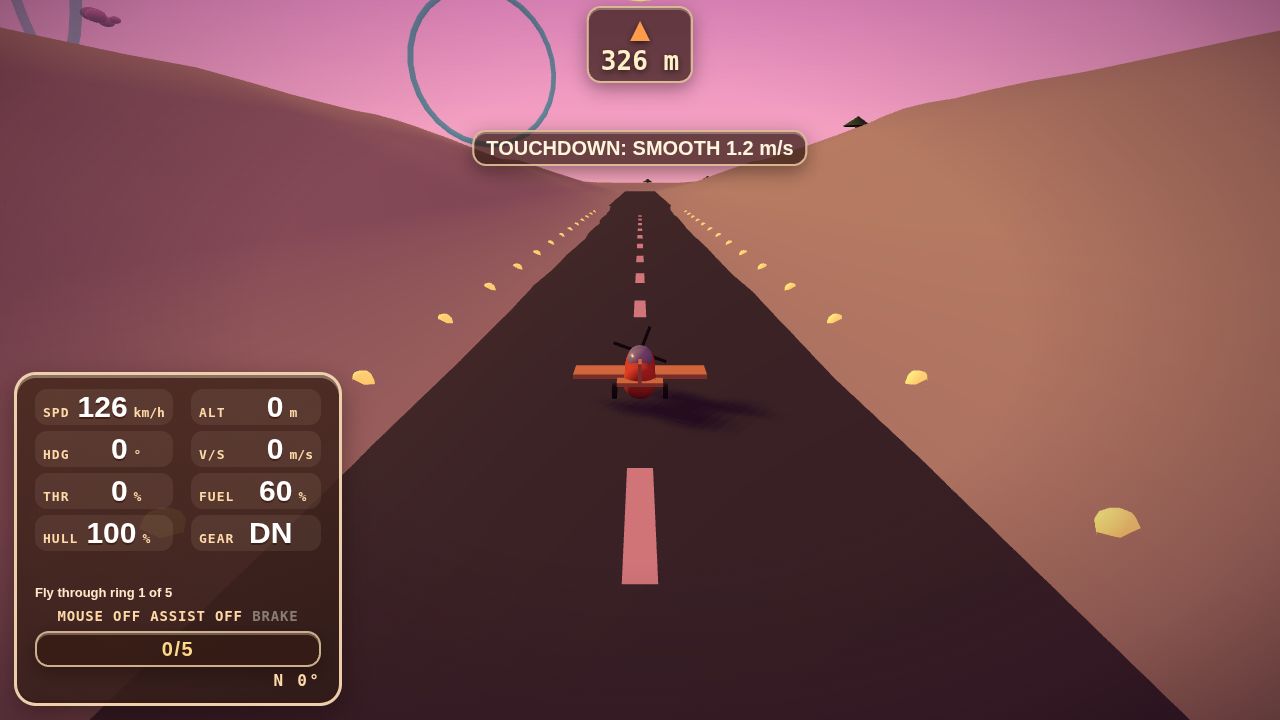 326 m
TOUCHDOWN: SMOOTH 1.2 m/s
SPD 126 km/h ALT 0 m
HDG 0 ° V/S 0 m/s
THR 0 % FUEL 60 %
HULL 100 % GEAR DN
Fly through ring 1 of 5
MOUSE OFF ASSIST OFF BRAKE
0/5
N 0°